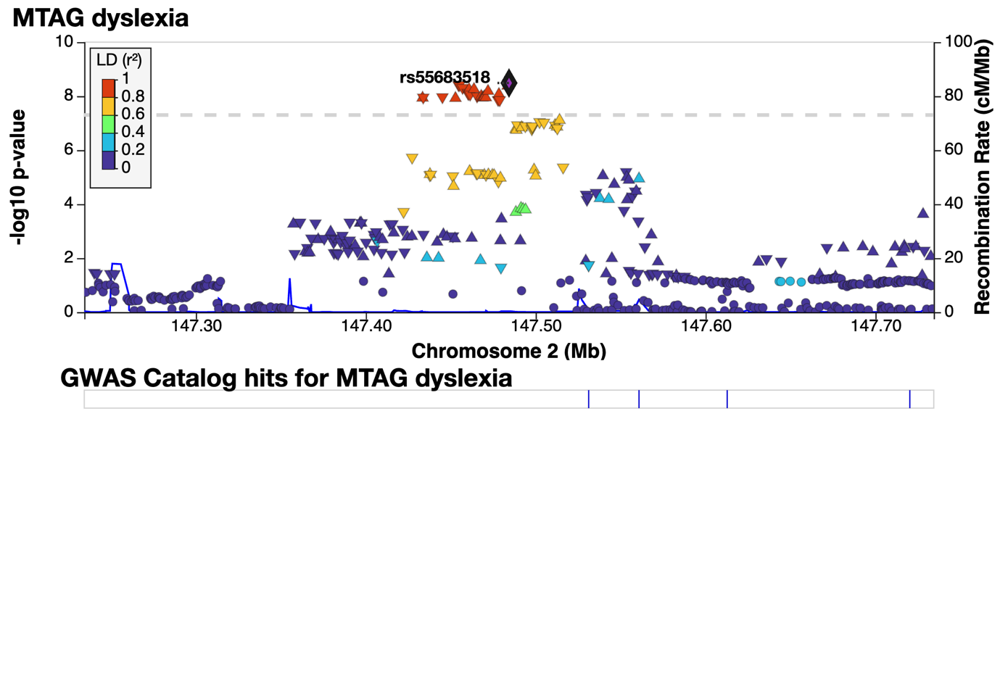 MTAG dyslexia
10
8
6
4
2
0
-log10 p-value
LD (r²)
1
0.8
0.6
0.4
0.2
0
rs55683518
100
80
60
40
20
0
Recombination Rate (cM/Mb)
147.30 147.40 147.50 147.60 147.70
Chromosome 2 (Mb)
GWAS Catalog hits for MTAG dyslexia